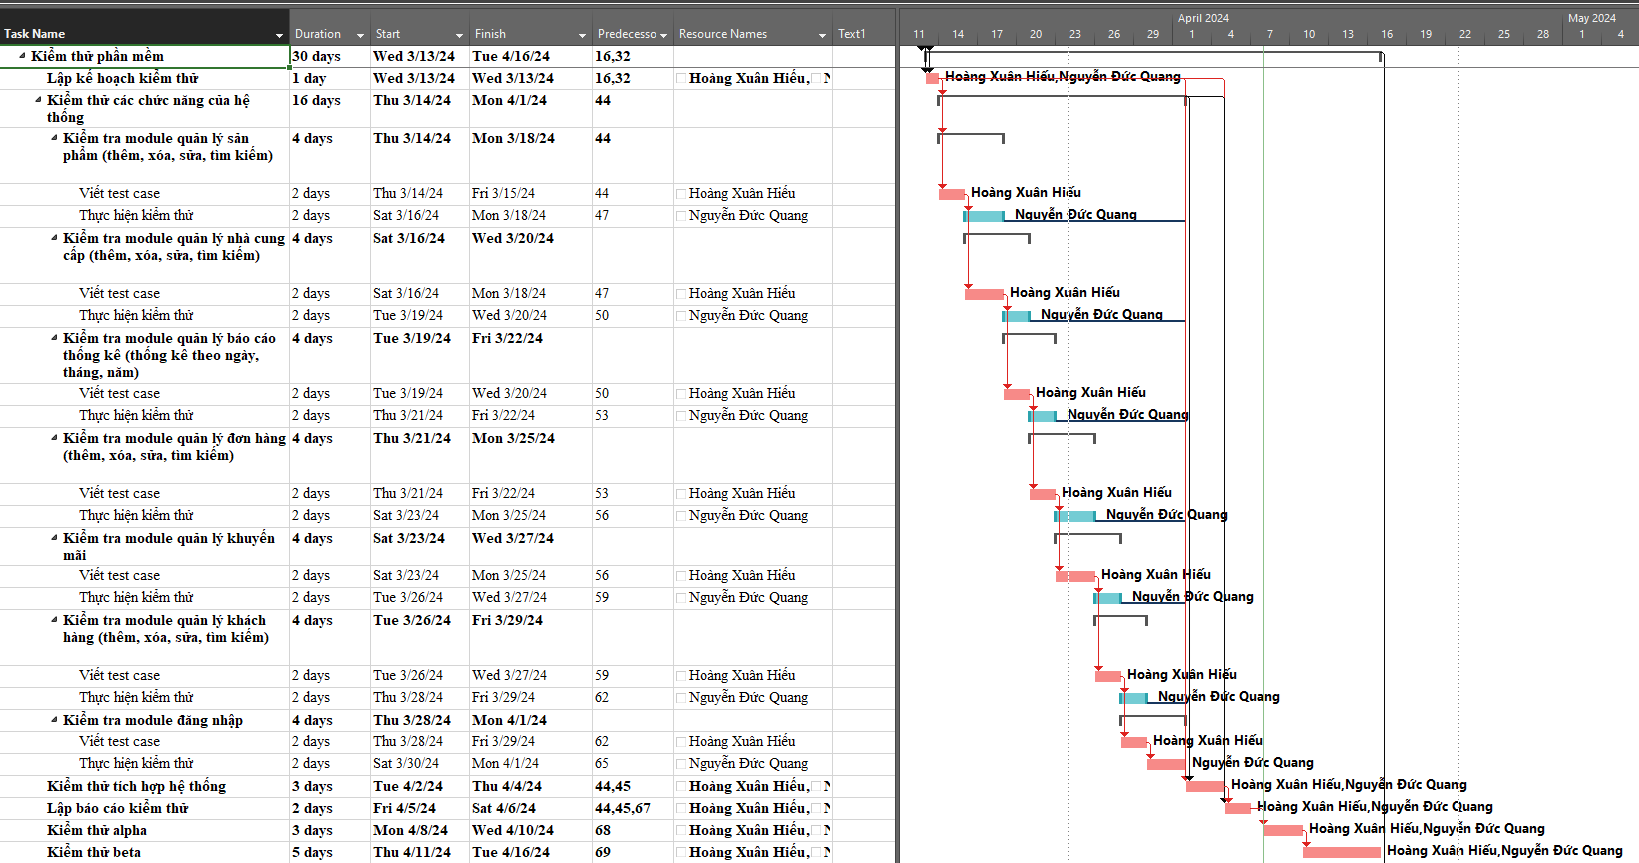 Task Name Duration Start Finish Predecesso Resource Names Text1
April 2024 May 2024
11 14 17 20 23 26 29 1 4 7 10 13 16 19 22 25 28 1 4
Kiểm thử phần mềm 30 days Wed 3/13/24 Tue 4/16/24 16,32
Lập kế hoạch kiểm thử 1 day Wed 3/13/24 Wed 3/13/24 16,32 Hoàng Xuân Hiếu, N Hoàng Xuân Hiếu,Nguyễn Đức Quang
Kiểm thử các chức năng của hệ 16 days Thu 3/14/24 Mon 4/1/24 44
thống
Kiểm tra module quản lý sản 4 days Thu 3/14/24 Mon 3/18/24 44
phẩm (thêm, xóa, sửa, tìm kiếm)
Viết test case 2 days Thu 3/14/24 Fri 3/15/24 44 Hoàng Xuân Hiếu Hoàng Xuân Hiếu
Thực hiện kiểm thử 2 days Sat 3/16/24 Mon 3/18/24 47 Nguyễn Đức Quang Nguyễn Đức Quang
Kiểm tra module quản lý nhà cung 4 days Sat 3/16/24 Wed 3/20/24
cấp (thêm, xóa, sửa, tìm kiếm)
Viết test case 2 days Sat 3/16/24 Mon 3/18/24 47 Hoàng Xuân Hiếu Hoàng Xuân Hiếu
Thực hiện kiểm thử 2 days Tue 3/19/24 Wed 3/20/24 50 Nguyễn Đức Quang Nguyễn Đức Quang
Kiểm tra module quản lý báo cáo 4 days Tue 3/19/24 Fri 3/22/24
thống kê (thống kê theo ngày,
tháng, năm)
Viết test case 2 days Tue 3/19/24 Wed 3/20/24 50 Hoàng Xuân Hiếu Hoàng Xuân Hiếu
Thực hiện kiểm thử 2 days Thu 3/21/24 Fri 3/22/24 53 Nguyễn Đức Quang Nguyễn Đức Quang
Kiểm tra module quản lý đơn hàng 4 days Thu 3/21/24 Mon 3/25/24
(thêm, xóa, sửa, tìm kiếm)
Viết test case 2 days Thu 3/21/24 Fri 3/22/24 53 Hoàng Xuân Hiếu Hoàng Xuân Hiếu
Thực hiện kiểm thử 2 days Sat 3/23/24 Mon 3/25/24 56 Nguyễn Đức Quang Nguyễn Đức Quang
Kiểm tra module quản lý khuyến 4 days Sat 3/23/24 Wed 3/27/24
mãi
Viết test case 2 days Sat 3/23/24 Mon 3/25/24 56 Hoàng Xuân Hiếu Hoàng Xuân Hiếu
Thực hiện kiểm thử 2 days Tue 3/26/24 Wed 3/27/24 59 Nguyễn Đức Quang Nguyễn Đức Quang
Kiểm tra module quản lý khách 4 days Tue 3/26/24 Fri 3/29/24
hàng (thêm, xóa, sửa, tìm kiếm)
Viết test case 2 days Tue 3/26/24 Wed 3/27/24 59 Hoàng Xuân Hiếu Hoàng Xuân Hiếu
Thực hiện kiểm thử 2 days Thu 3/28/24 Fri 3/29/24 62 Nguyễn Đức Quang Nguyễn Đức Quang
Kiểm tra module đăng nhập 4 days Thu 3/28/24 Mon 4/1/24
Viết test case 2 days Thu 3/28/24 Fri 3/29/24 62 Hoàng Xuân Hiếu Hoàng Xuân Hiếu
Thực hiện kiểm thử 2 days Sat 3/30/24 Mon 4/1/24 65 Nguyễn Đức Quang Nguyễn Đức Quang
Kiểm thử tích hợp hệ thống 3 days Tue 4/2/24 Thu 4/4/24 44,45 Hoàng Xuân Hiếu, N Hoàng Xuân Hiếu,Nguyễn Đức Quang
Lập báo cáo kiểm thử 2 days Fri 4/5/24 Sat 4/6/24 44,45,67 Hoàng Xuân Hiếu, N Hoàng Xuân Hiếu,Nguyễn Đức Quang
Kiểm thử alpha 3 days Mon 4/8/24 Wed 4/10/24 68 Hoàng Xuân Hiếu, N Hoàng Xuân Hiếu,Nguyễn Đức Quang
Kiểm thử beta 5 days Thu 4/11/24 Tue 4/16/24 69 Hoàng Xuân Hiếu, N Hoàng Xuân Hiếu,Nguyễn Đức Quang